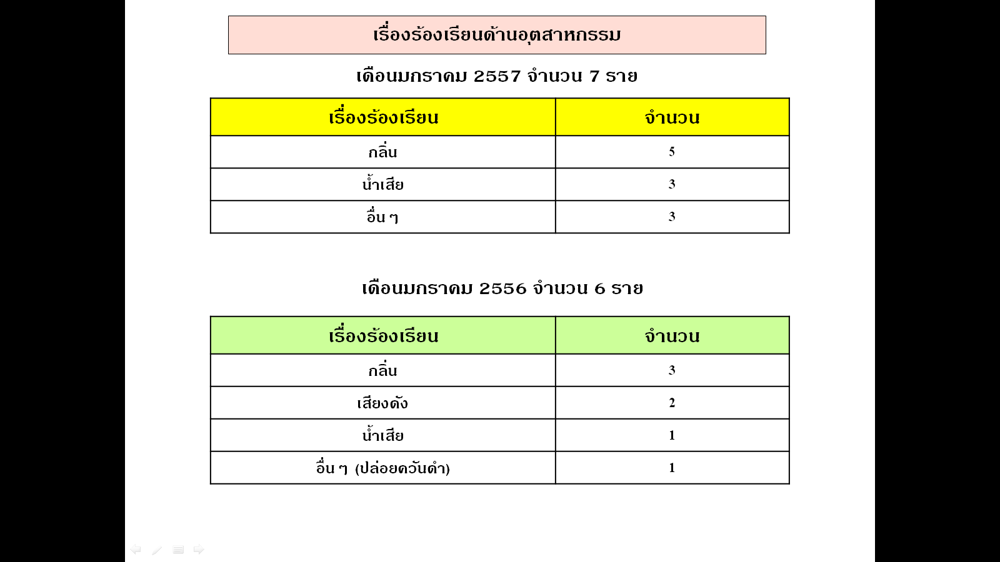 เรื่องร้องเรียนด้านอุตสาหกรรม
เดือนมกราคม 2557 จำนวน 7 ราย
เรื่องร้องเรียน จำนวน
กลิ่น 5
น้ำเสีย 3
อื่น ๆ 3
เดือนมกราคม 2556 จำนวน 6 ราย
เรื่องร้องเรียน จำนวน
กลิ่น 3
เสียงดัง 2
น้ำเสีย 1
อื่น ๆ (ปล่อยควันดำ) 1